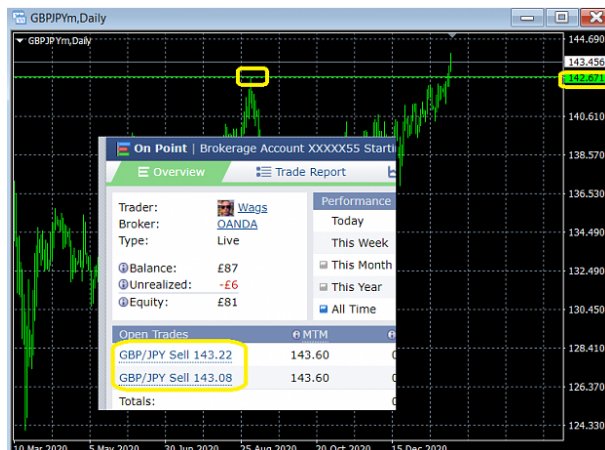 GBPJPYm,Daily
GBPJPYm,Daily
144.690
143.456
142.671
140.610
138.570
136.530
134.490
132.490
130.450
128.410
126.370
124.330
On Point | Brokerage Account XXXXX55 Starti
Overview
Trade Report
Trader: Wags
Broker: OANDA
Type: Live
Balance: £87
Unrealized: -£6
Equity: £81
Performance
Today
This Week
This Month
This Year
All Time
Open Trades MTM
GBP/JPY Sell 143.22 143.60
GBP/JPY Sell 143.08 143.60
Totals:
10 Mar 2020 5 May 2020 30 Jun 2020 25 Aug 2020 20 Oct 2020 15 Dec 2020